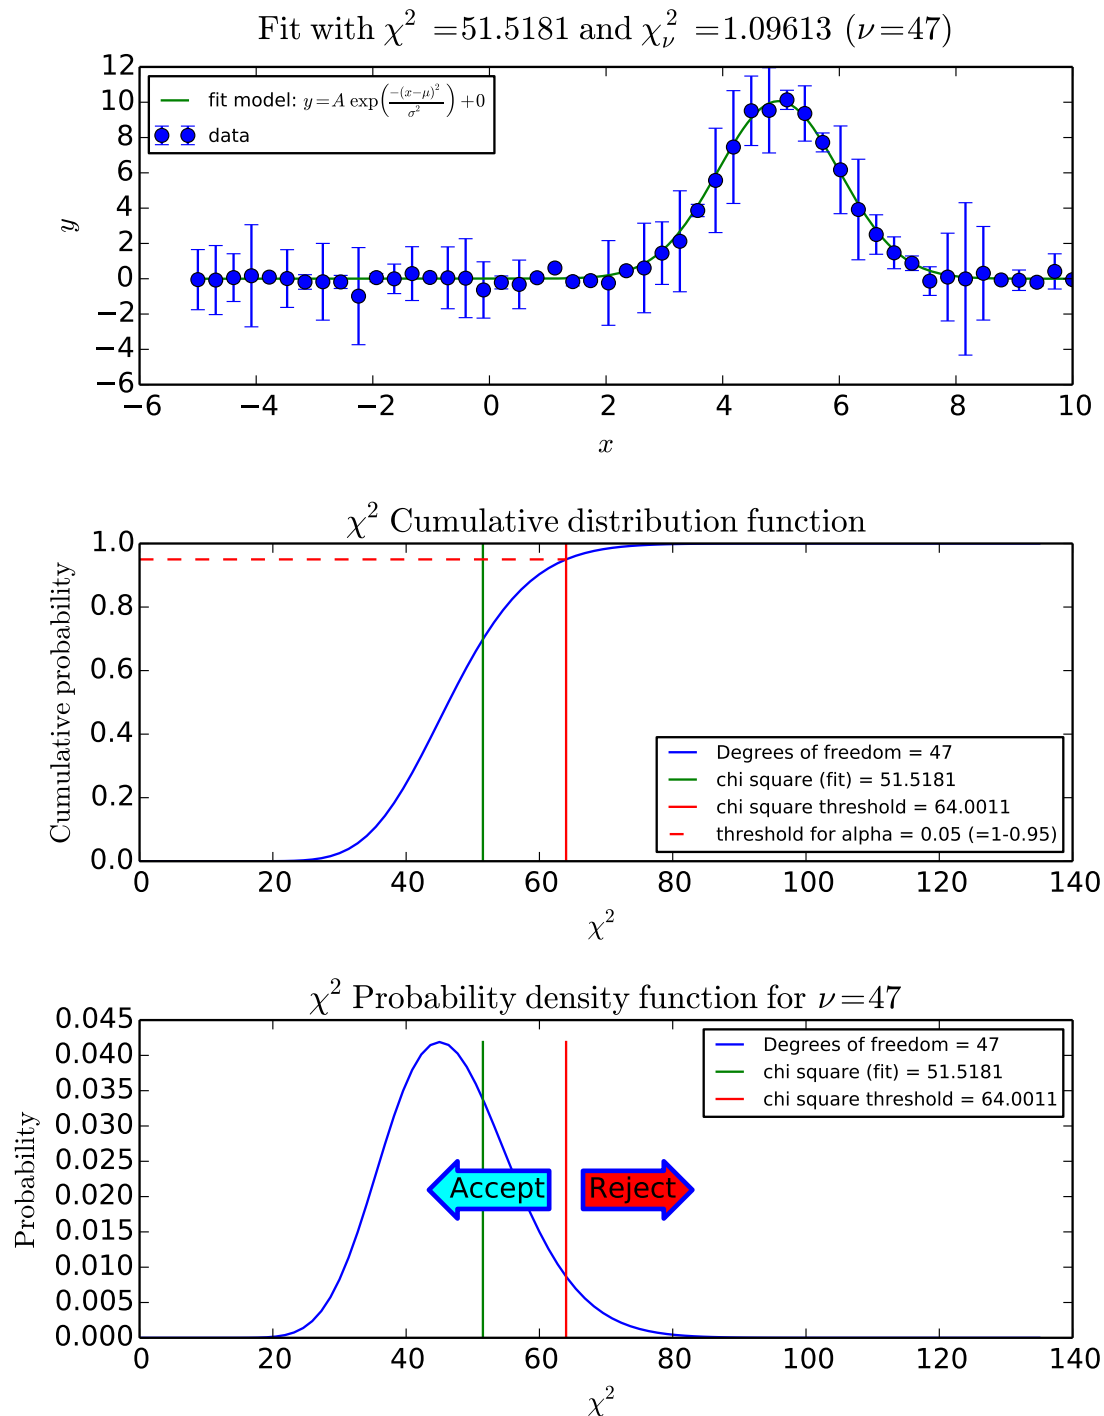 Fit with χ² =51.5181 and χ²ᵥ =1.09613 (ν=47)
12
10
8
6
4
2
0
−2
−4
−6
y
fit model: y=A exp(−(x−μ)²/σ²)+0
data
−6 −4 −2 0 2 4 6 8 10
x
χ² Cumulative distribution function
1.0
0.8
0.6
0.4
0.2
0.0
Cumulative probability
Degrees of freedom = 47
chi square (fit) = 51.5181
chi square threshold = 64.0011
threshold for alpha = 0.05 (=1-0.95)
0 20 40 60 80 100 120 140
χ²
χ² Probability density function for ν=47
0.045
0.040
0.035
0.030
0.025
0.020
0.015
0.010
0.005
0.000
Probability
Degrees of freedom = 47
chi square (fit) = 51.5181
chi square threshold = 64.0011
Accept
Reject
0 20 40 60 80 100 120 140
χ²